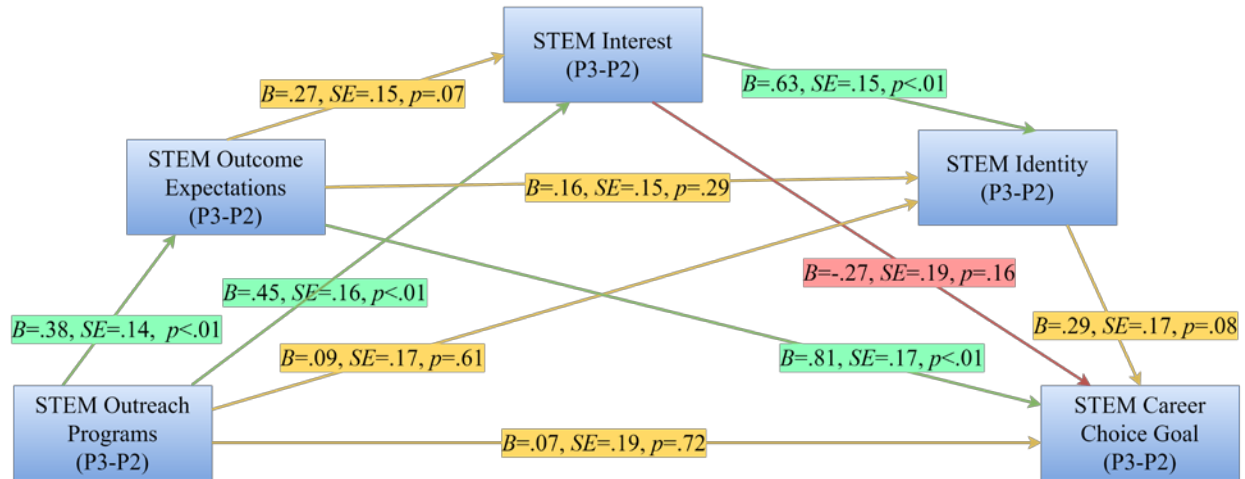 STEM Interest
(P3-P2)
B=.27, SE=.15, p=.07
B=.63, SE=.15, p<.01
STEM Outcome
Expectations
(P3-P2)
STEM Identity
(P3-P2)
B=.16, SE=.15, p=.29
B=-.27, SE=.19, p=.16
B=.45, SE=.16, p<.01
B=.38, SE=.14, p<.01
B=.29, SE=.17, p=.08
B=.09, SE=.17, p=.61
B=.81, SE=.17, p<.01
STEM Outreach
Programs
(P3-P2)
B=.07, SE=.19, p=.72
STEM Career
Choice Goal
(P3-P2)